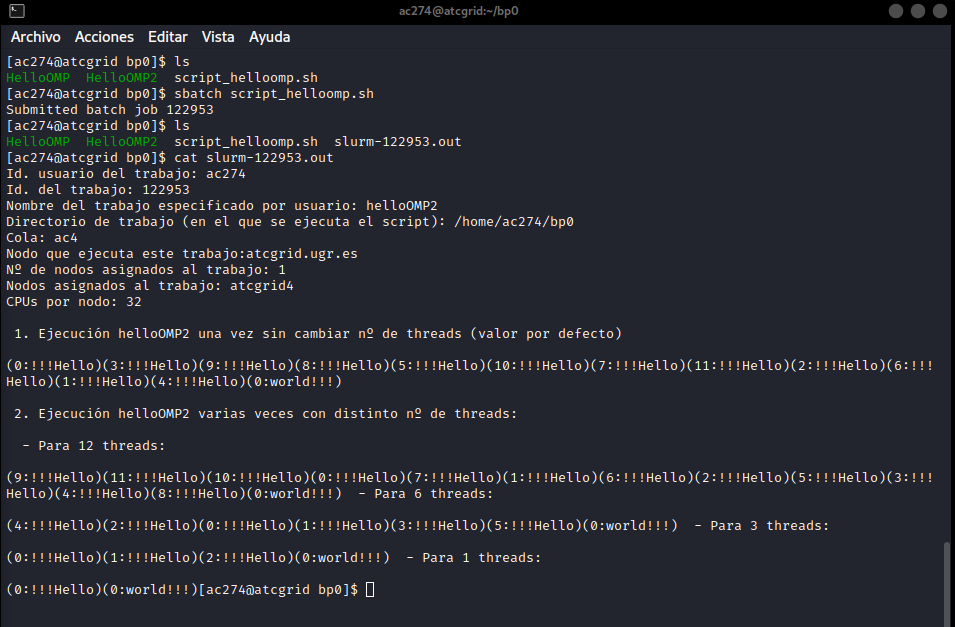 ac274@atcgrid:~/bp0
Archivo Acciones Editar Vista Ayuda
[ac274@atcgrid bp0]$ ls
HelloOMP  HelloOMP2  script_helloomp.sh
[ac274@atcgrid bp0]$ sbatch script_helloomp.sh
Submitted batch job 122953
[ac274@atcgrid bp0]$ ls
HelloOMP  HelloOMP2  script_helloomp.sh  slurm-122953.out
[ac274@atcgrid bp0]$ cat slurm-122953.out
Id. usuario del trabajo: ac274
Id. del trabajo: 122953
Nombre del trabajo especificado por usuario: helloOMP2
Directorio de trabajo (en el que se ejecuta el script): /home/ac274/bp0
Cola: ac4
Nodo que ejecuta este trabajo:atcgrid.ugr.es
Nº de nodos asignados al trabajo: 1
Nodos asignados al trabajo: atcgrid4
CPUs por nodo: 32
1. Ejecución helloOMP2 una vez sin cambiar nº de threads (valor por defecto)
(0:!!!Hello)(3:!!!Hello)(9:!!!Hello)(8:!!!Hello)(5:!!!Hello)(10:!!!Hello)(7:!!!Hello)(11:!!!Hello)(2:!!!Hello)(6:!!!
Hello)(1:!!!Hello)(4:!!!Hello)(0:world!!!)
2. Ejecución helloOMP2 varias veces con distinto nº de threads:
- Para 12 threads:
(9:!!!Hello)(11:!!!Hello)(10:!!!Hello)(0:!!!Hello)(7:!!!Hello)(1:!!!Hello)(6:!!!Hello)(2:!!!Hello)(5:!!!Hello)(3:!!!
Hello)(4:!!!Hello)(8:!!!Hello)(0:world!!!)  - Para 6 threads:
(4:!!!Hello)(2:!!!Hello)(0:!!!Hello)(1:!!!Hello)(3:!!!Hello)(5:!!!Hello)(0:world!!!)  - Para 3 threads:
(0:!!!Hello)(1:!!!Hello)(2:!!!Hello)(0:world!!!)  - Para 1 threads:
(0:!!!Hello)(0:world!!!)[ac274@atcgrid bp0]$